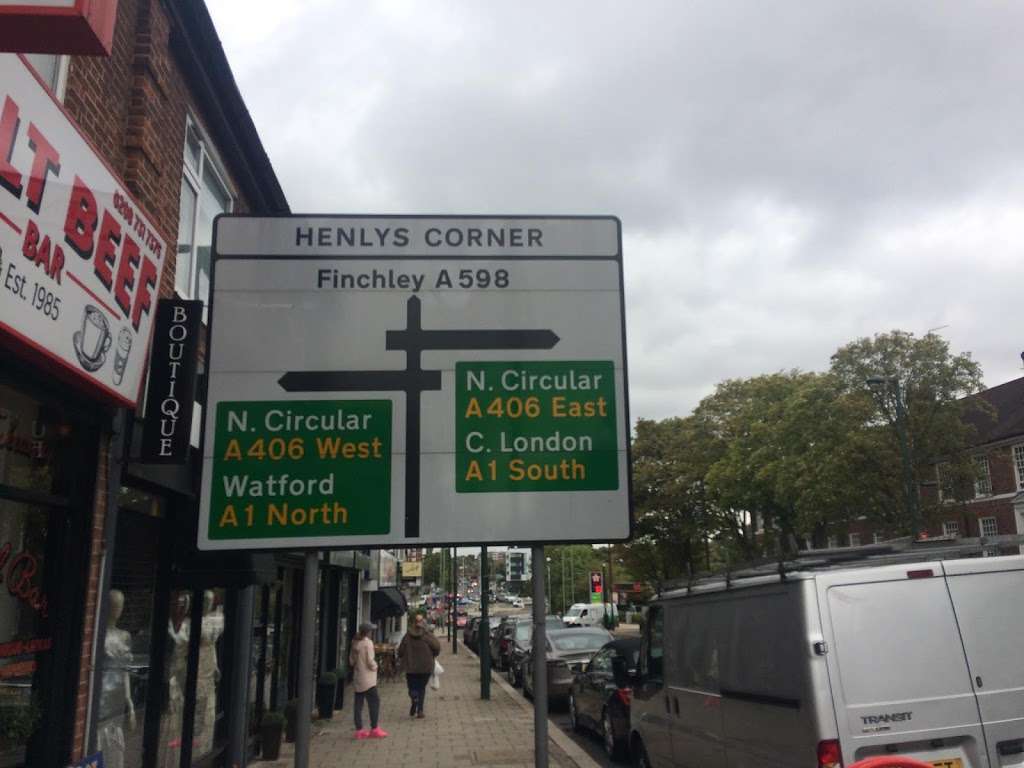 LT BEEF
BAR
Est. 1985
BOUTIQUE
HENLYS CORNER
Finchley A598
N. Circular
A406 West
Watford
A1 North
N. Circular
A406 East
C. London
A1 South
TRANSIT